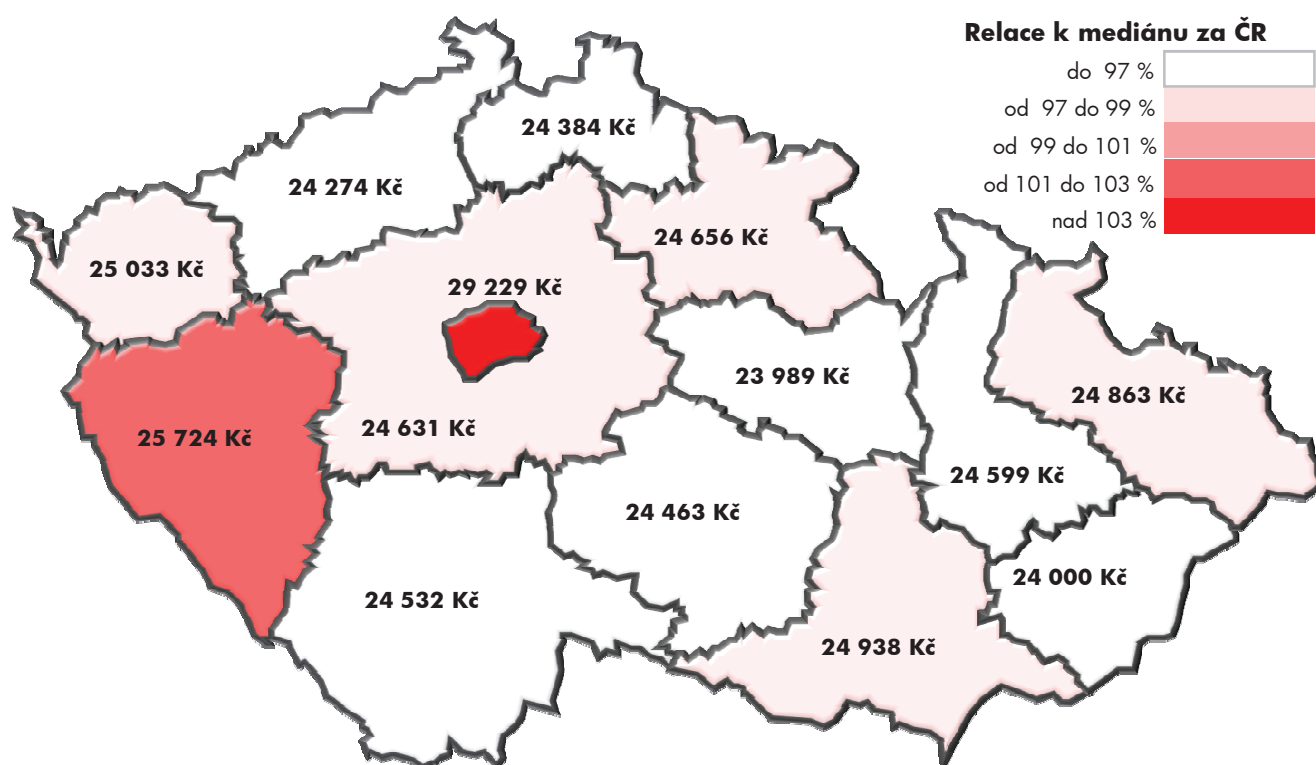 Relace k mediánu za ČR
do 97 %
od 97 do 99 %
od 99 do 101 %
od 101 do 103 %
nad 103 %
24 384 Kč
24 274 Kč
24 656 Kč
25 033 Kč
29 229 Kč
23 989 Kč
24 863 Kč
25 724 Kč
24 631 Kč
24 599 Kč
24 463 Kč
24 000 Kč
24 532 Kč
24 938 Kč